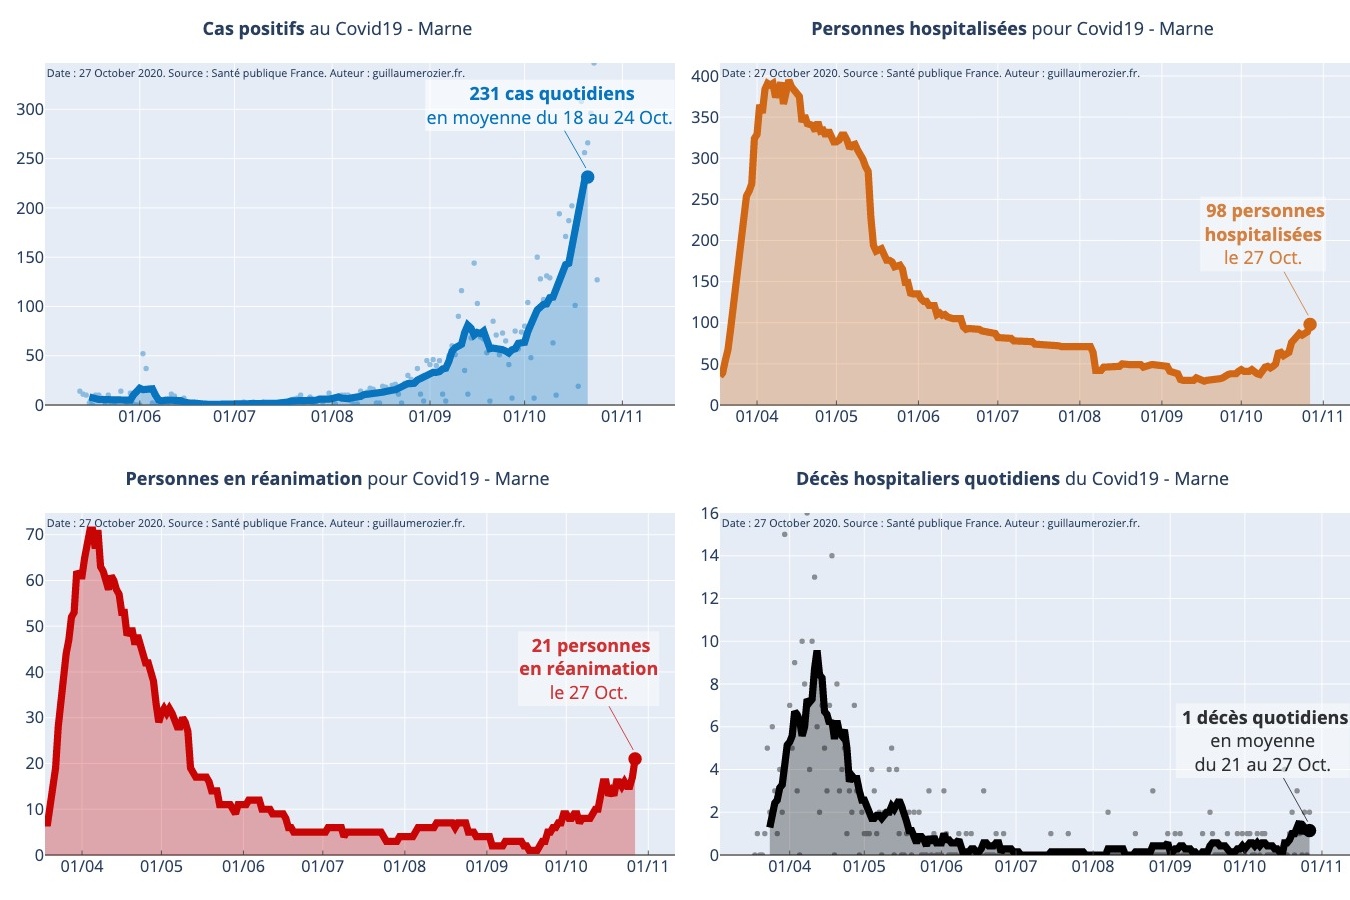 Cas positifs au Covid19 - Marne
Date : 27 October 2020. Source : Santé publique France. Auteur : guillaumerozier.fr.
231 cas quotidiens
en moyenne du 18 au 24 Oct.
300
250
200
150
100
50
0
01/06 01/07 01/08 01/09 01/10 01/11
Personnes hospitalisées pour Covid19 - Marne
Date : 27 October 2020. Source : Santé publique France. Auteur : guillaumerozier.fr.
400
350
300
250
200
150
100
50
0
98 personnes
hospitalisées
le 27 Oct.
01/04 01/05 01/06 01/07 01/08 01/09 01/10 01/11
Personnes en réanimation pour Covid19 - Marne
Date : 27 October 2020. Source : Santé publique France. Auteur : guillaumerozier.fr.
70
60
50
40
30
20
10
0
21 personnes
en réanimation
le 27 Oct.
01/04 01/05 01/06 01/07 01/08 01/09 01/10 01/11
Décès hospitaliers quotidiens du Covid19 - Marne
Date : 27 October 2020. Source : Santé publique France. Auteur : guillaumerozier.fr.
16
14
12
10
8
6
4
2
0
1 décès quotidiens
en moyenne
du 21 au 27 Oct.
01/04 01/05 01/06 01/07 01/08 01/09 01/10 01/11